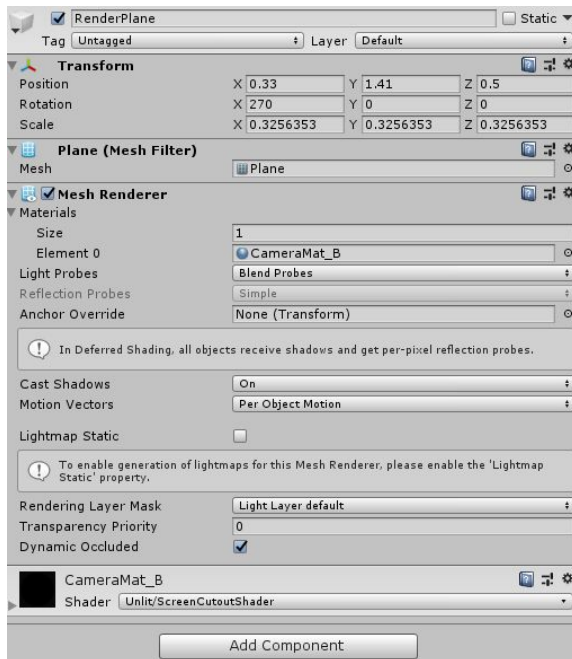 RenderPlane Static
Tag Untagged Layer Default
Transform
Position X 0.33 Y 1.41 Z 0.5
Rotation X 270 Y 0 Z 0
Scale X 0.3256353 Y 0.3256353 Z 0.3256353
Plane (Mesh Filter)
Mesh Plane
Mesh Renderer
Materials
Size 1
Element 0 CameraMat_B
Light Probes Blend Probes
Reflection Probes Simple
Anchor Override None (Transform)
In Deferred Shading, all objects receive shadows and get per-pixel reflection probes.
Cast Shadows On
Motion Vectors Per Object Motion
Lightmap Static
To enable generation of lightmaps for this Mesh Renderer, please enable the 'Lightmap
Static' property.
Rendering Layer Mask Light Layer default
Transparency Priority 0
Dynamic Occluded
CameraMat_B
Shader Unlit/ScreenCutoutShader
Add Component